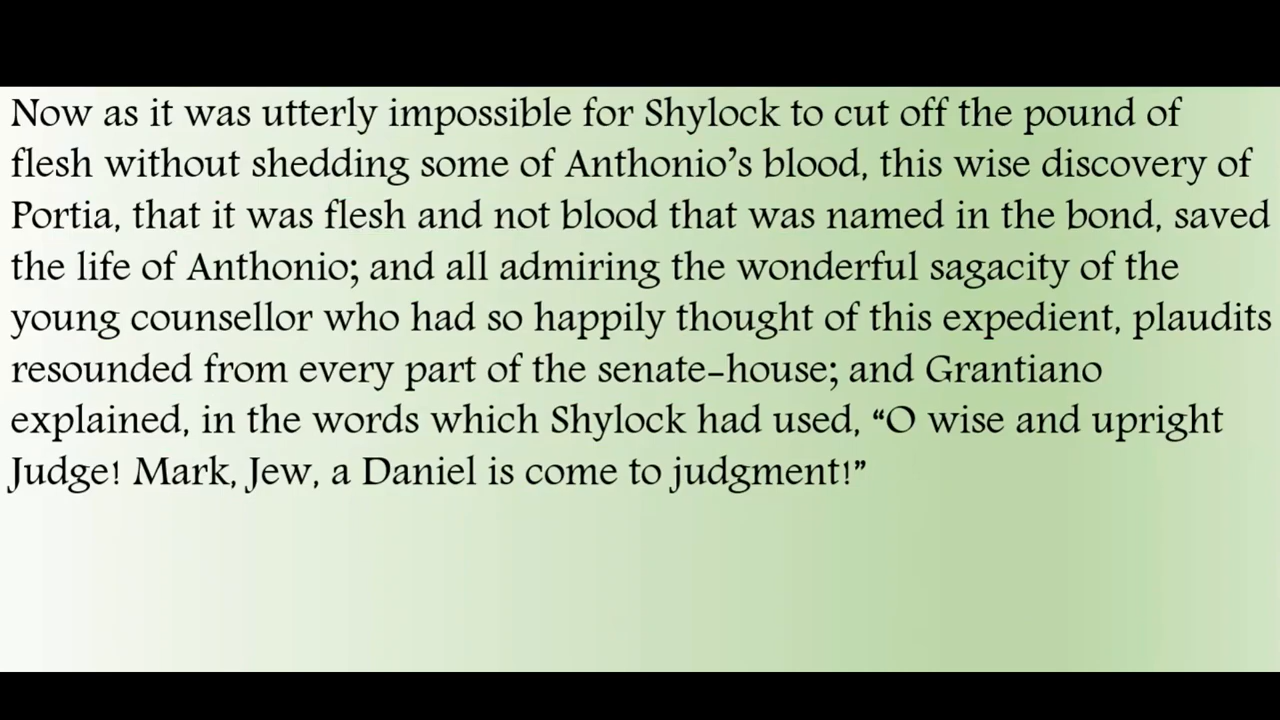 Now as it was utterly impossible for Shylock to cut off the pound of
flesh without shedding some of Anthonio’s blood, this wise discovery of
Portia, that it was flesh and not blood that was named in the bond, saved
the life of Anthonio; and all admiring the wonderful sagacity of the
young counsellor who had so happily thought of this expedient, plaudits
resounded from every part of the senate-house; and Grantiano
explained, in the words which Shylock had used, “O wise and upright
Judge! Mark, Jew, a Daniel is come to judgment!”